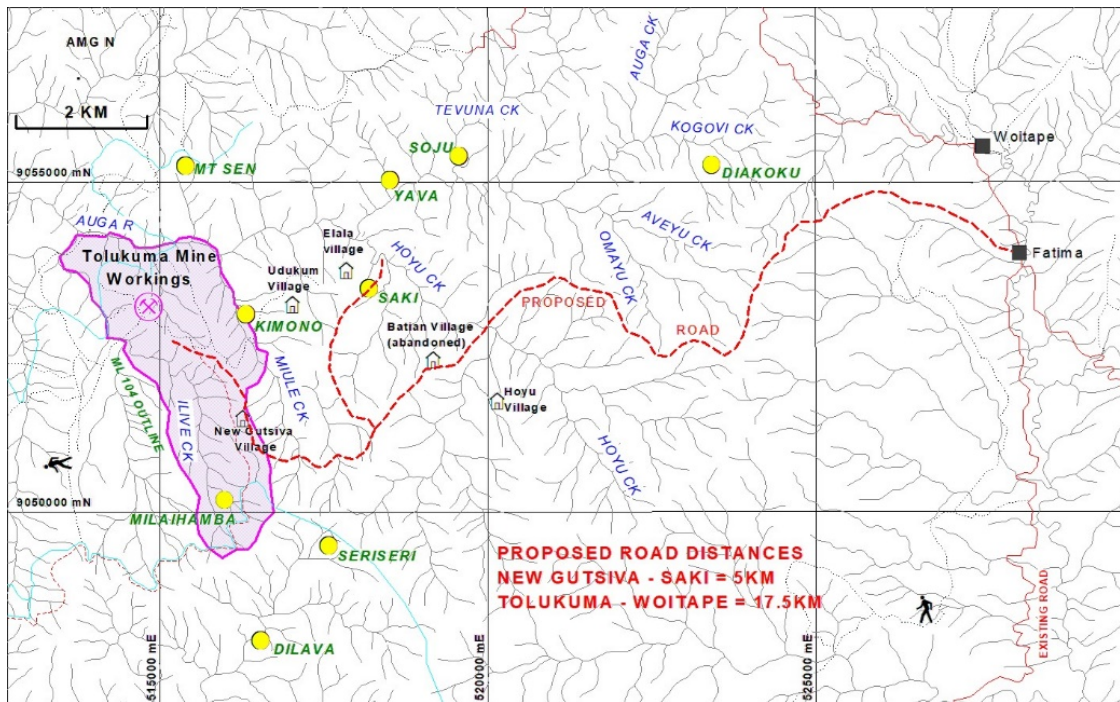 AMG N
2 KM
AUGA CK
TEVUNA CK
KOGOVI CK
SOJU
Woitape
MT SEN
DIAKOKU
9055000 mN
YAVA
AUGA R
AVEYU CK
Elala
village
HOYU CK
OMAYU CK
Fatima
Tolukuma Mine
Workings
Udukum
Village
SAKI
PROPOSED
KIMONO
Batian Village
(abandoned)
ROAD
MIULE CK
ML 104 OUTLINE
ILIVE CK
Hoyu
Village
New Gutsiva
Village
HOYU CK
9050000 mN
MILAIHAMBA
SERISERI
PROPOSED ROAD DISTANCES
NEW GUTSIVA - SAKI = 5KM
TOLUKUMA - WOITAPE = 17.5KM
EXISTING ROAD
DILAVA
515000 mE
520000 mE
525000 mE